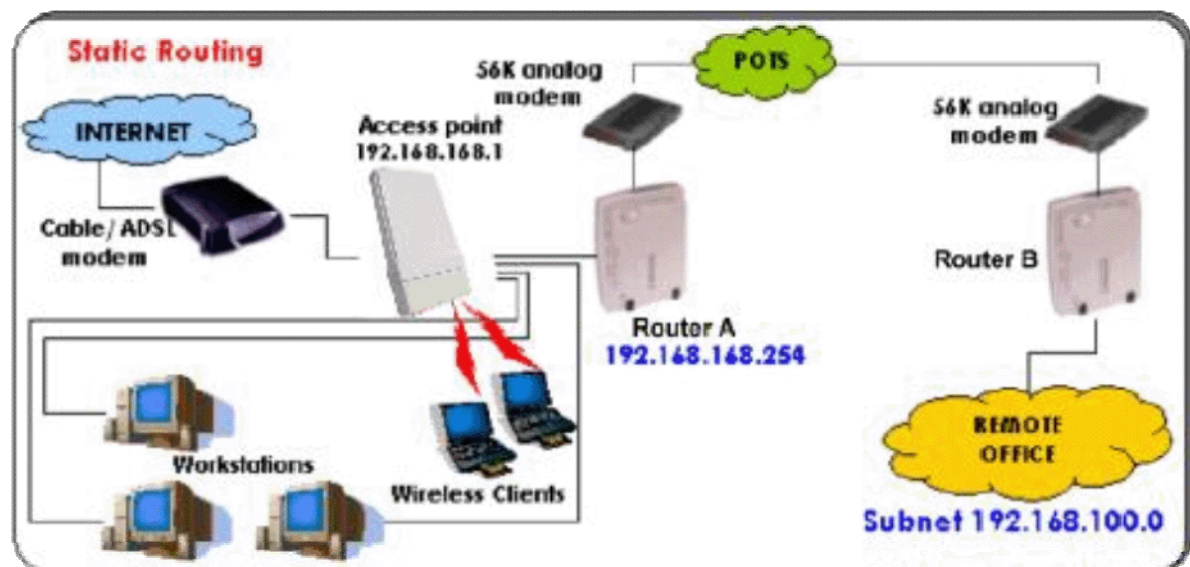 Static Routing
INTERNET
Cable/ADSL
modem
Access point
192.168.168.1
56K analog
modem
POTS
56K analog
modem
Router A
192.168.168.254
Router B
Workstations
Wireless Clients
REMOTE
OFFICE
Subnet 192.168.100.0